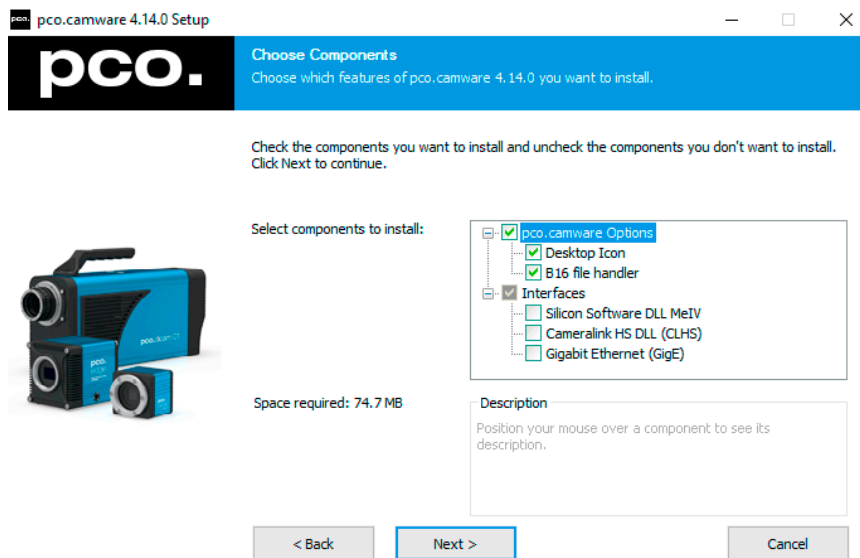 pco. pco.camware 4.14.0 Setup
pco.
Choose Components
Choose which features of pco.camware 4.14.0 you want to install.
Check the components you want to install and uncheck the components you don't want to install.
Click Next to continue.
Select components to install:
pco.camware Options
Desktop Icon
B16 file handler
Interfaces
Silicon Software DLL MeIV
Cameralink HS DLL (CLHS)
Gigabit Ethernet (GigE)
pco.
Space required: 74.7 MB
Description
Position your mouse over a component to see its
description.
< Back
Next >
Cancel